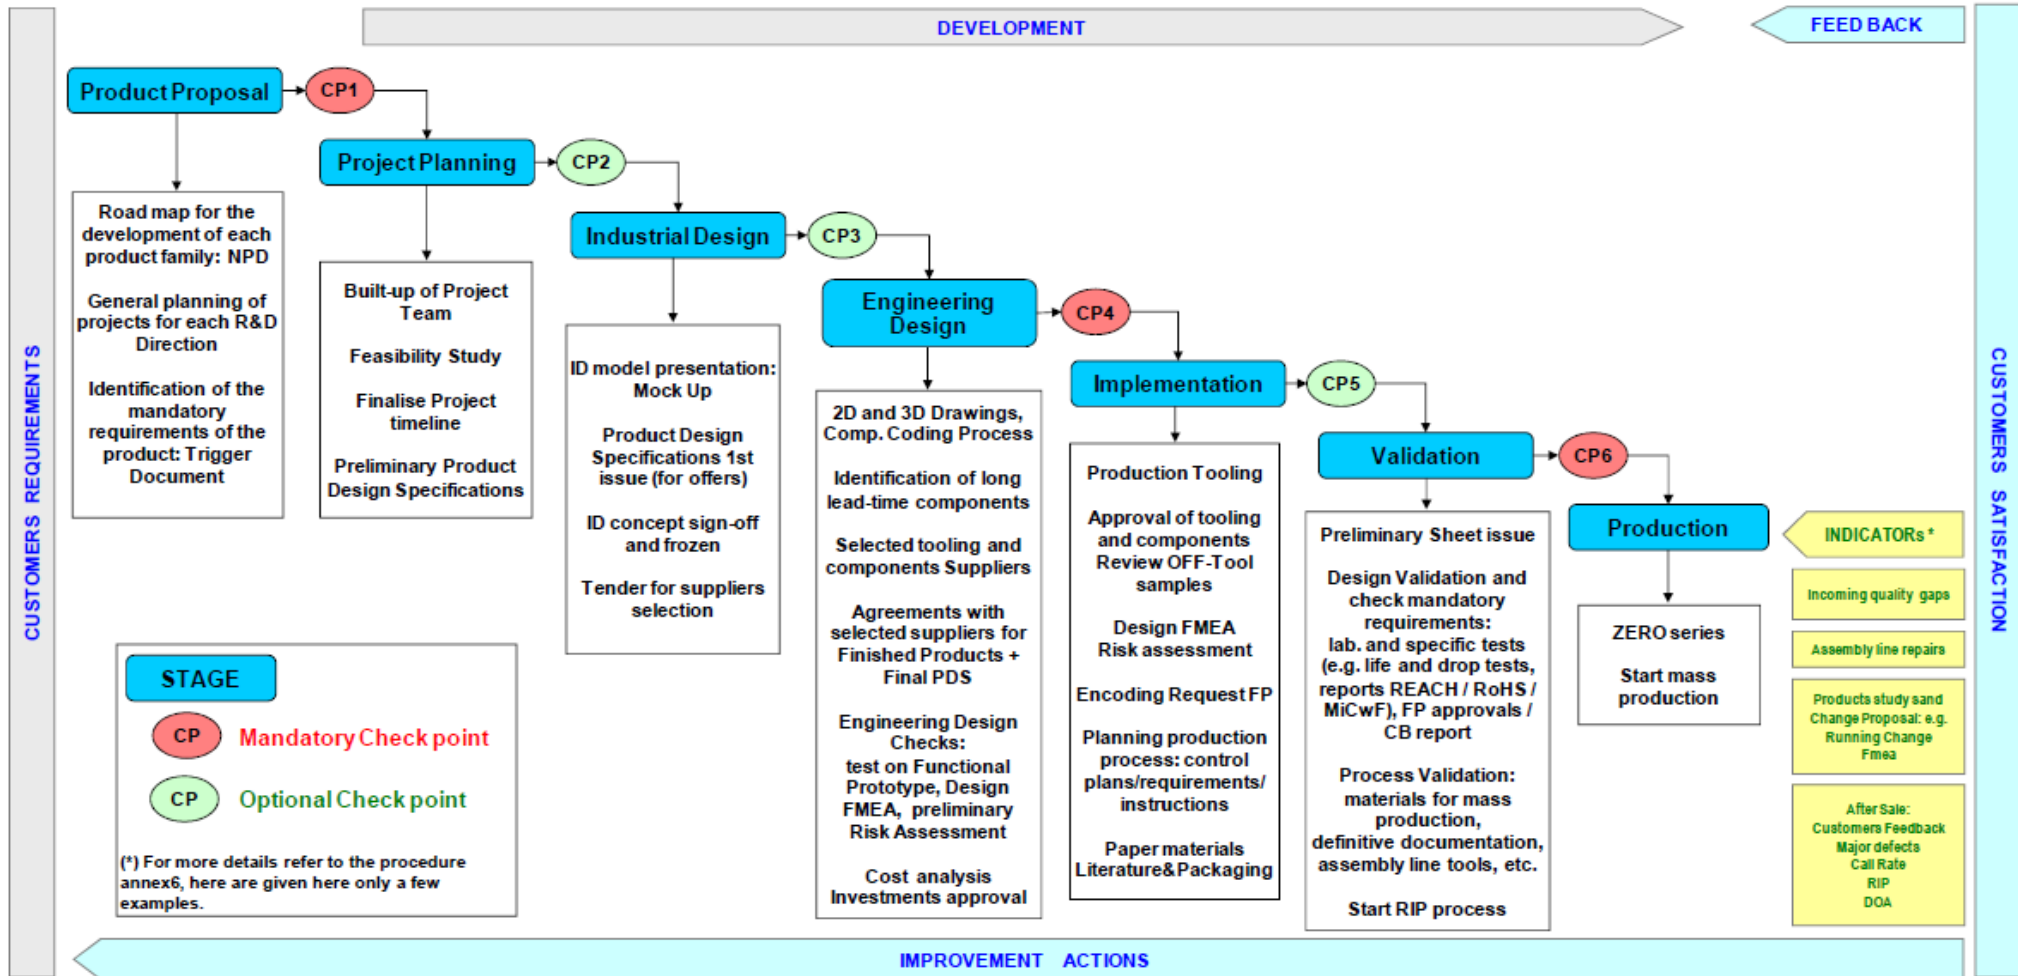 DEVELOPMENT
FEED BACK
CUSTOMERS REQUIREMENTS
CUSTOMERS SATISFACTION
Product Proposal
CP1
Project Planning
CP2
Industrial Design
CP3
Engineering
Design
CP4
Implementation
CP5
Validation
CP6
Production
Road map for the
development of each
product family: NPD
General planning of
projects for each R&D
Direction
Identification of the
mandatory
requirements of the
product: Trigger
Document
Built-up of Project
Team
Feasibility Study
Finalise Project
timeline
Preliminary Product
Design Specifications
ID model presentation:
Mock Up
Product Design
Specifications 1st
issue (for offers)
ID concept sign-off
and frozen
Tender for suppliers
selection
2D and 3D Drawings,
Comp. Coding Process
Identification of long
lead-time components
Selected tooling and
components Suppliers
Agreements with
selected suppliers for
Finished Products +
Final PDS
Engineering Design
Checks:
test on Functional
Prototype, Design
FMEA, preliminary
Risk Assessment
Cost analysis
Investments approval
Production Tooling
Approval of tooling
and components
Review OFF-Tool
samples
Design FMEA
Risk assessment
Encoding Request FP
Planning production
process: control
plans/requirements/
instructions
Paper materials
Literature&Packaging
Preliminary Sheet issue
Design Validation and
check mandatory
requirements:
lab. and specific tests
(e.g. life and drop tests,
reports REACH / RoHS /
MiCwF), FP approvals /
CB report
Process Validation:
materials for mass
production,
definitive documentation,
assembly line tools, etc.
Start RIP process
ZERO series
Start mass
production
INDICATORs *
Incoming quality gaps
Assembly line repairs
Products study sand
Change Proposal: e.g.
Running Change
Fmea
After Sale:
Customers Feedback
Major defects
Call Rate
RIP
DOA
STAGE
CP Mandatory Check point
CP Optional Check point
(*) For more details refer to the procedure
annex6, here are given here only a few
examples.
IMPROVEMENT ACTIONS